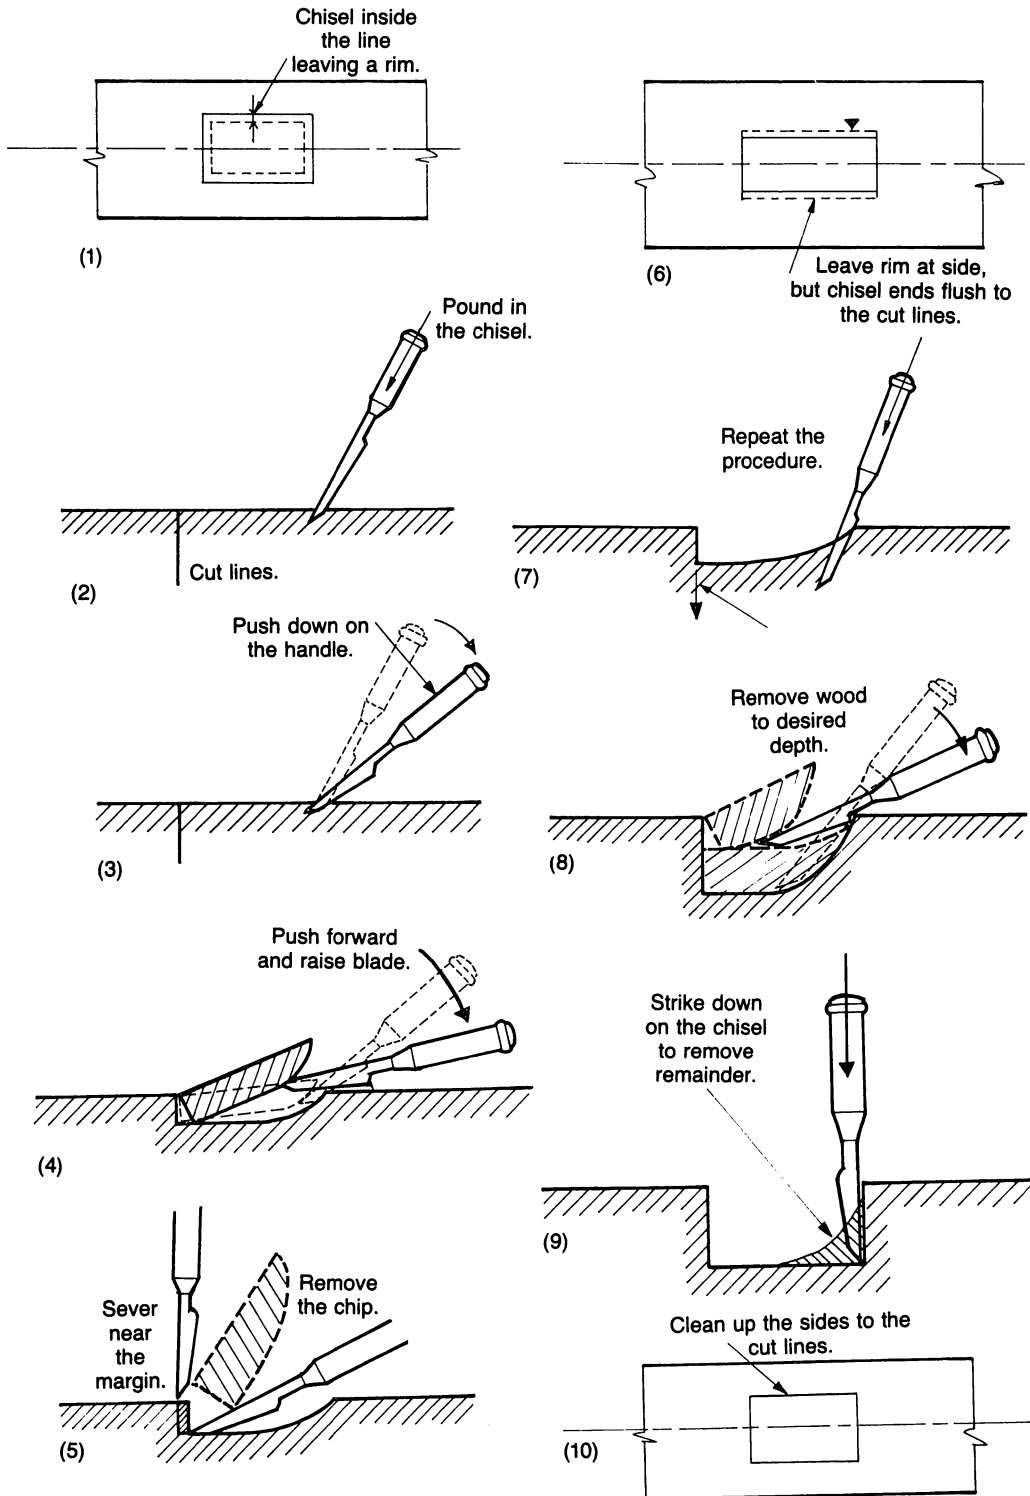 Chisel inside
the line
leaving a rim.
(1)
Pound in
the chisel.
Cut lines.
(2)
Push down on
the handle.
(3)
Push forward
and raise blade.
(4)
Sever
near
the
margin.
Remove
the chip.
(5)
(6)
Leave rim at side,
but chisel ends flush to
the cut lines.
Repeat the
procedure.
(7)
Remove wood
to desired
depth.
(8)
Strike down
on the chisel
to remove
remainder.
(9)
Clean up the sides to the
cut lines.
(10)